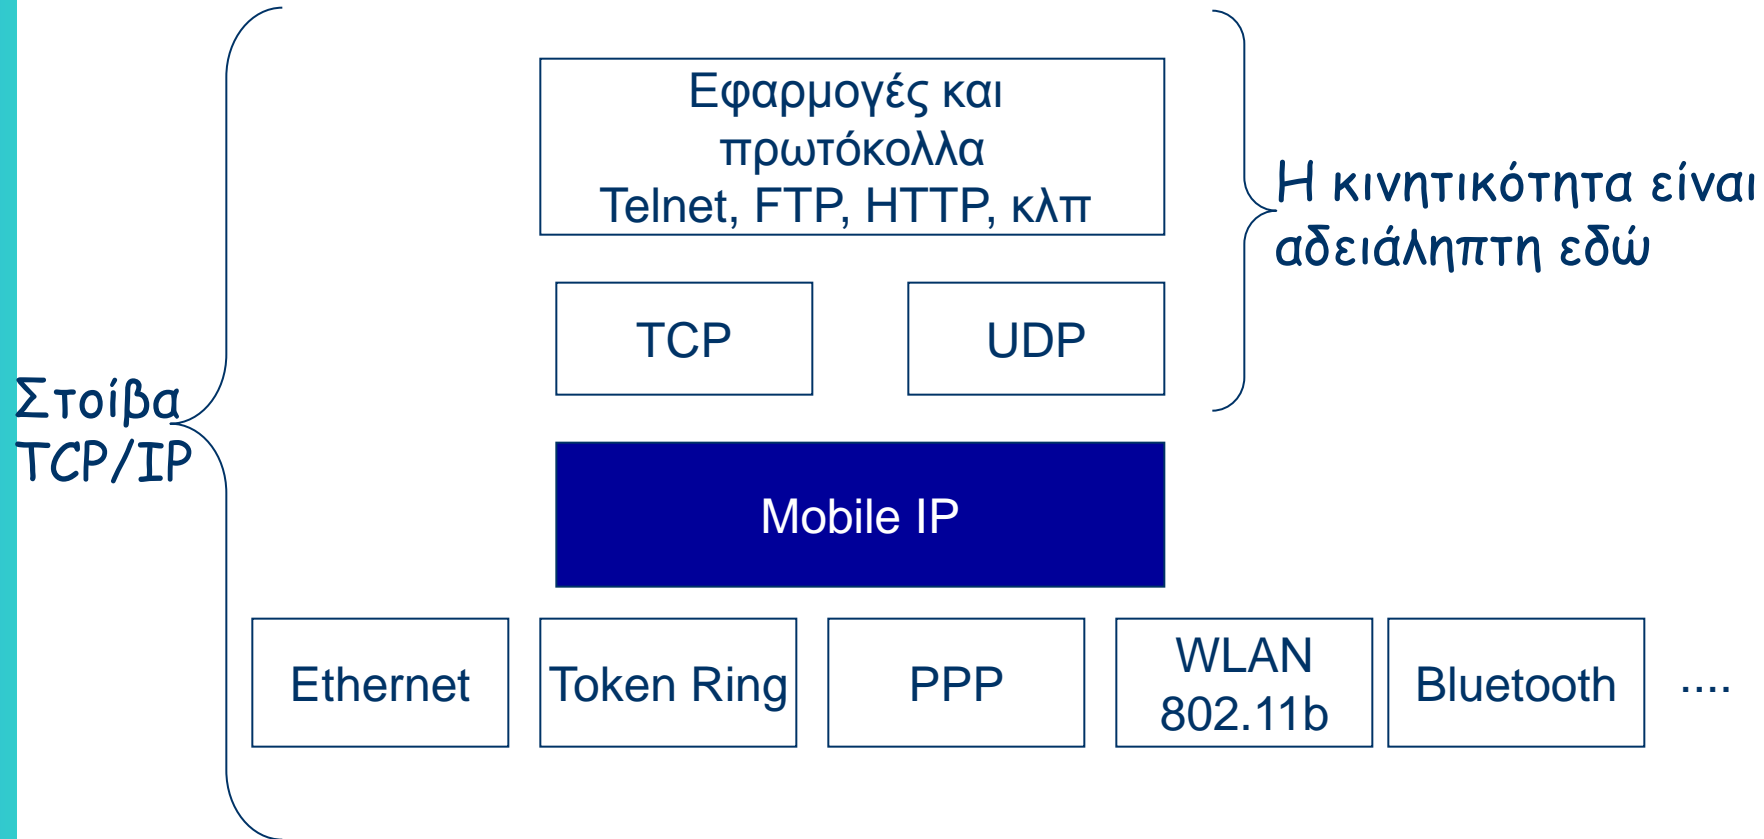 Εφαρμογές και
πρωτόκολλα
Telnet, FTP, HTTP, κλπ
Η κινητικότητα είναι
αδειάληπτη εδώ
TCP
UDP
Στοίβα
TCP/IP
Mobile IP
Ethernet
Token Ring
PPP
WLAN
802.11b
Bluetooth
....